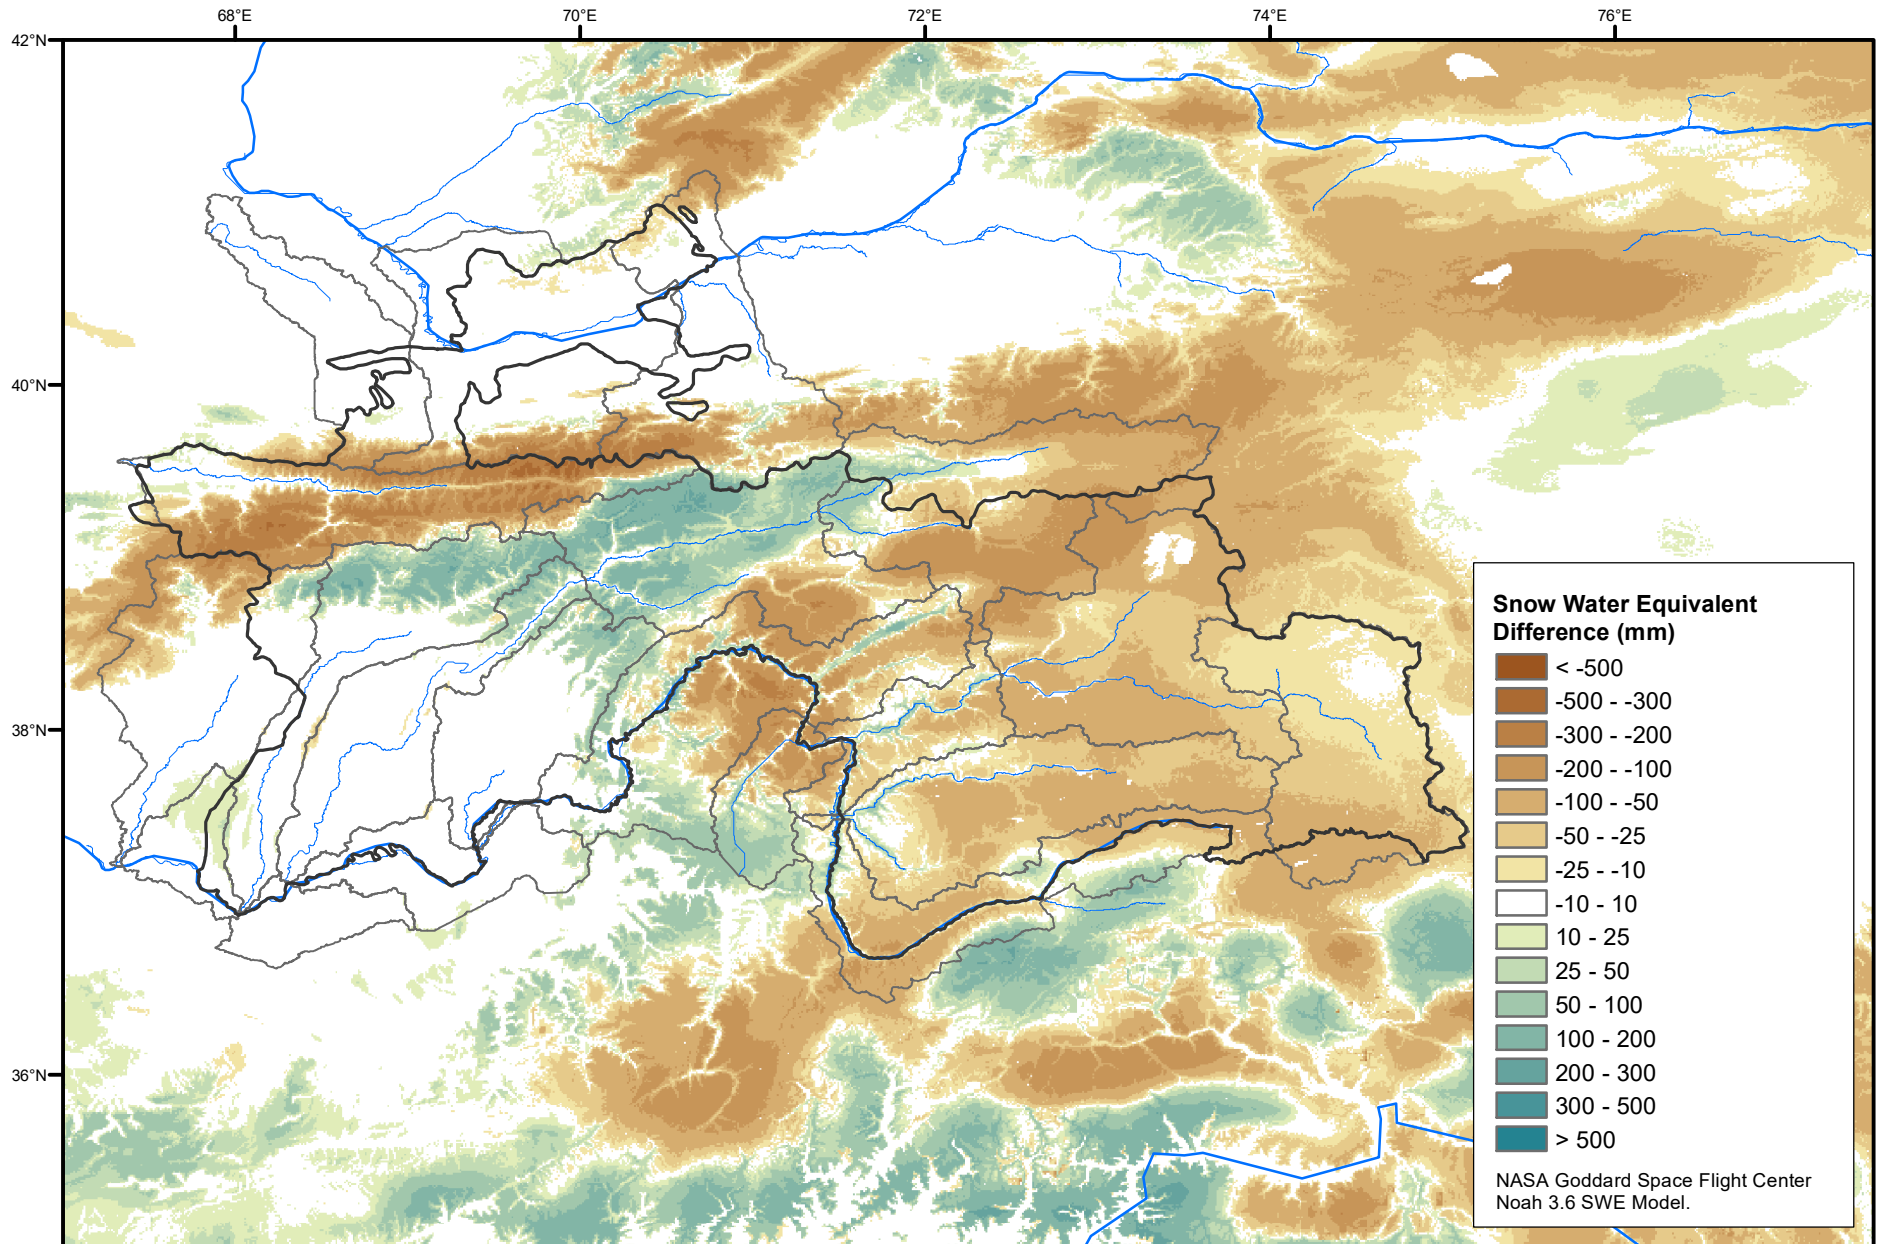 68°E
70°E
72°E
74°E
76°E
42°N
40°N
38°N
36°N
Snow Water Equivalent
Difference (mm)
< -500
-500 - -300
-300 - -200
-200 - -100
-100 - -50
-50 - -25
-25 - -10
-10 - 10
10 - 25
25 - 50
50 - 100
100 - 200
200 - 300
300 - 500
> 500
NASA Goddard Space Flight Center
Noah 3.6 SWE Model.